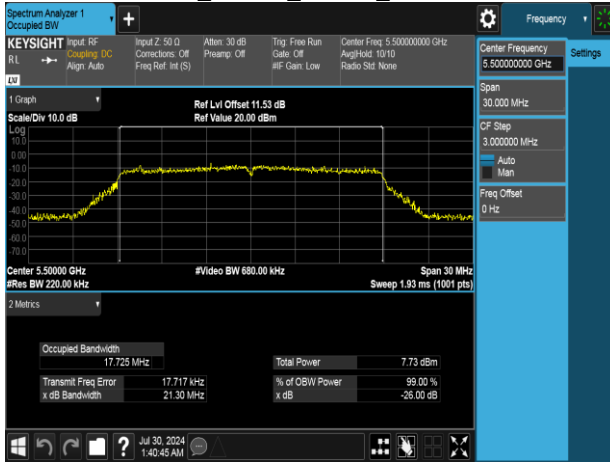 Spectrum Analyzer 1
Occupied BW
+
Frequency
KEYSIGHT
RL
Input: RF
Coupling: DC
Align: Auto
Input Z: 50 Ω
Corrections: Off
Freq Ref: Int (S)
Atten: 30 dB
Preamp: Off
Trig: Free Run
Gate: Off
#IF Gain: Low
Center Freq: 5.500000000 GHz
Avg|Hold: 10/10
Radio Std: None
LXI
Center Frequency
5.500000000 GHz
Settings
Span
30.000 MHz
CF Step
3.000000 MHz
Auto
Man
Freq Offset
0 Hz
1 Graph
Scale/Div 10.0 dB
Ref Lvl Offset 11.53 dB
Ref Value 20.00 dBm
Log
10.0
0.00
-10.0
-20.0
-30.0
-40.0
-50.0
-60.0
-70.0
Center 5.50000 GHz
#Res BW 220.00 kHz
#Video BW 680.00 kHz
Span 30 MHz
Sweep 1.93 ms (1001 pts)
2 Metrics
Occupied Bandwidth
17.725 MHz
Total Power 7.73 dBm
Transmit Freq Error 17.717 kHz
% of OBW Power 99.00 %
x dB Bandwidth 21.30 MHz
x dB -26.00 dB
?
Jul 30, 2024
1:40:45 AM